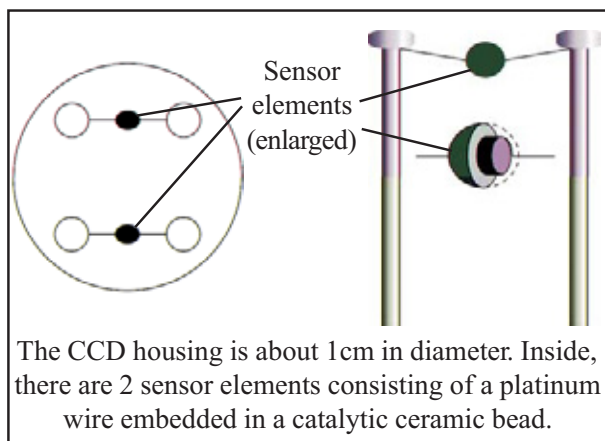 Sensor
elements
(enlarged)
The CCD housing is about 1cm in diameter. Inside,
there are 2 sensor elements consisting of a platinum
wire embedded in a catalytic ceramic bead.